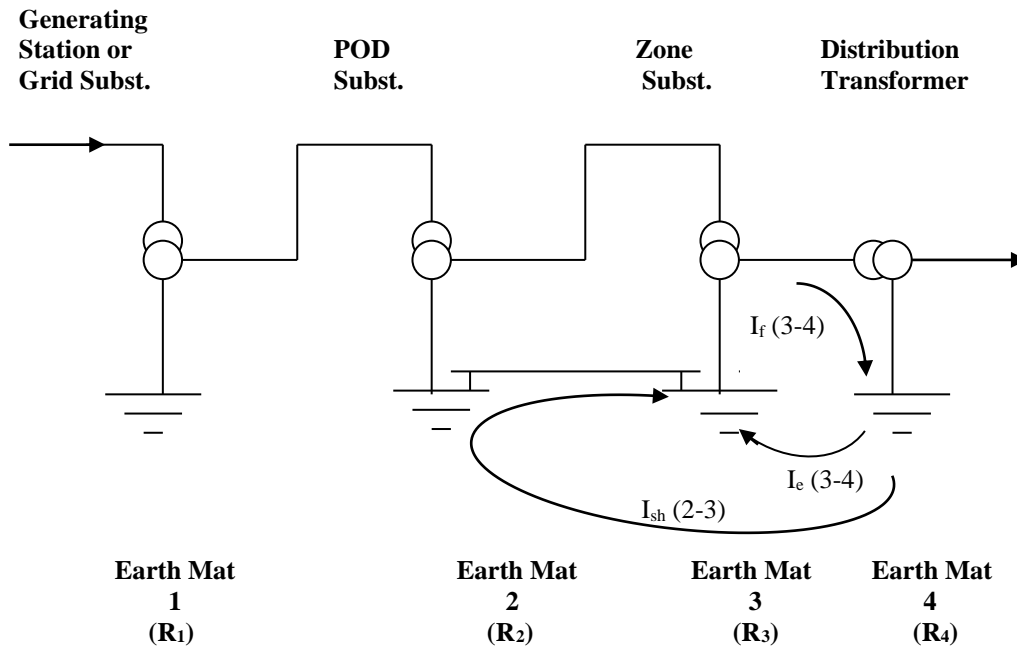 Generating
Station or
Grid Subst.
POD
Subst.
Zone
Subst.
Distribution
Transformer
If (3-4)
Ie (3-4)
Ish (2-3)
Earth Mat
1
(R1)
Earth Mat
2
(R2)
Earth Mat
3
(R3)
Earth Mat
4
(R4)